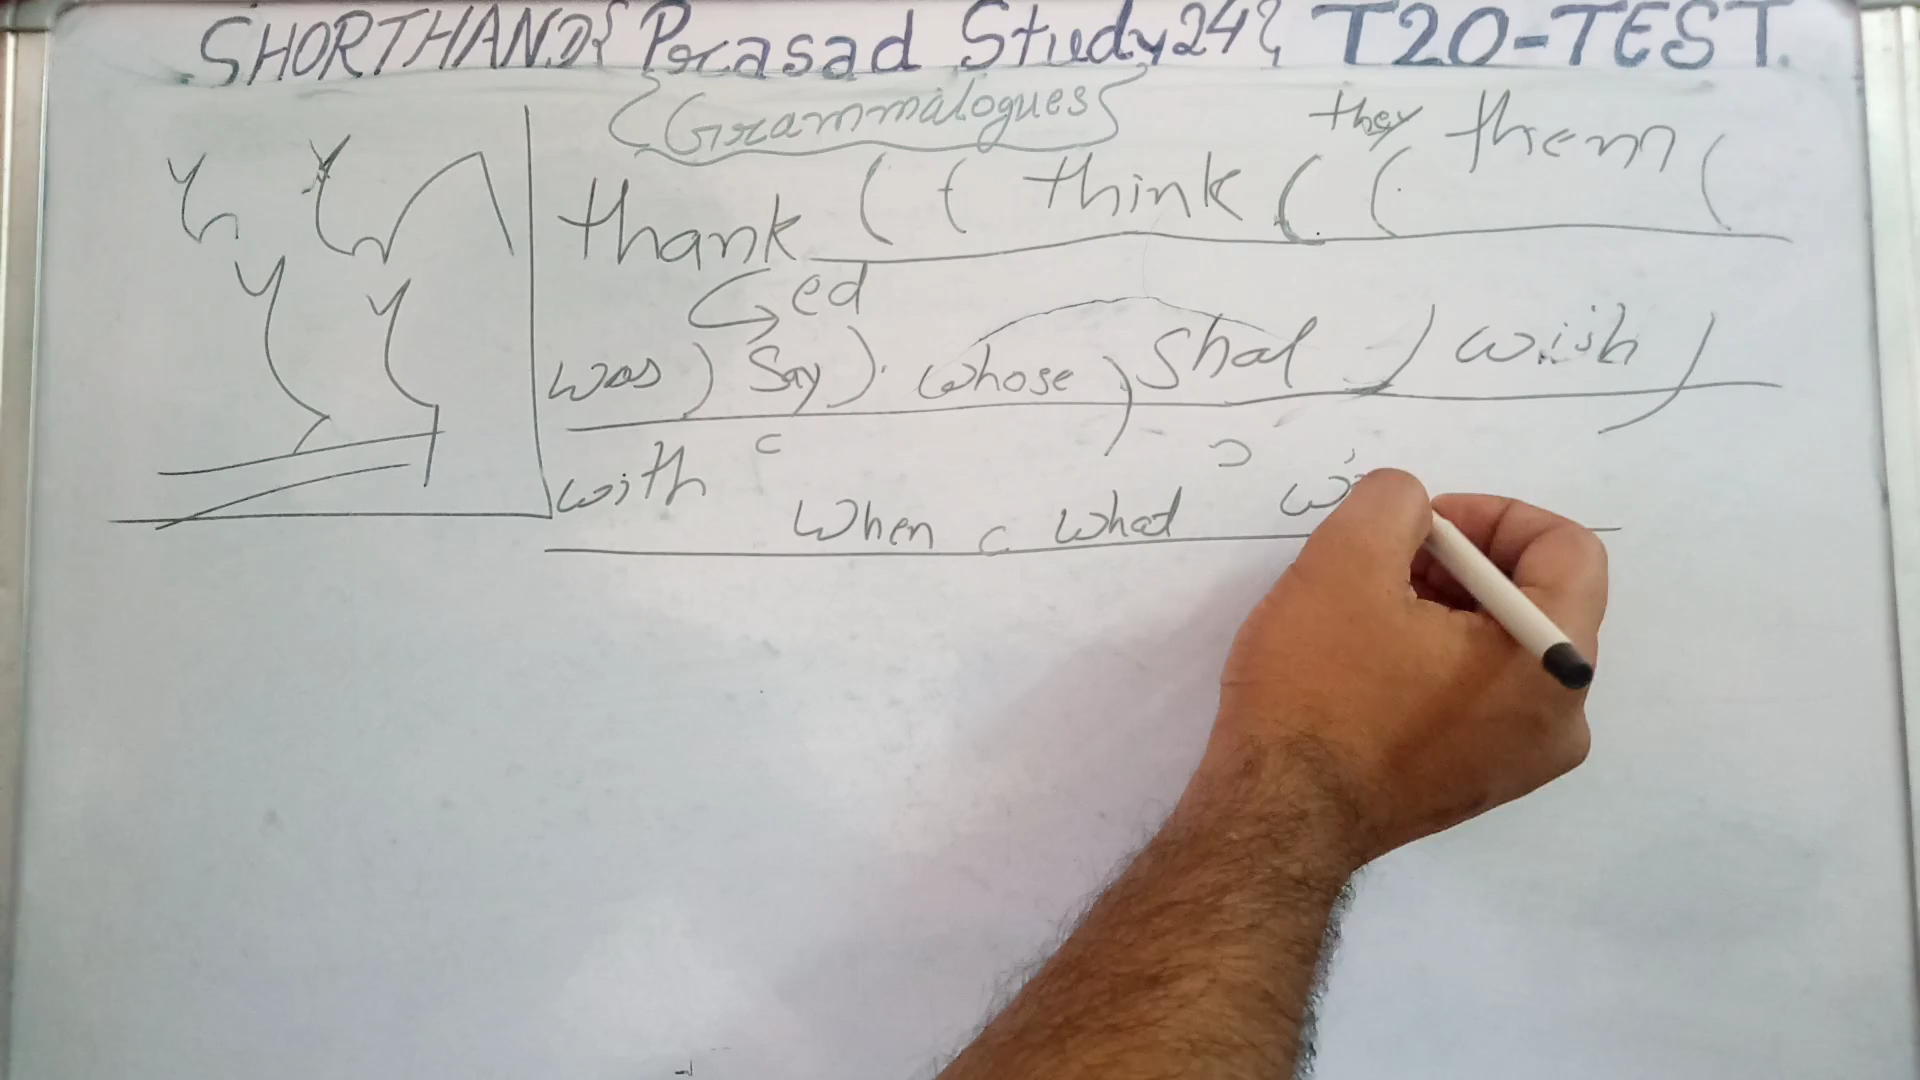 SHORTHAND{ Prasad Study24} T20-TEST.
{Grammalogues}
thank think they them
ed
was say whose shal wish
with when what